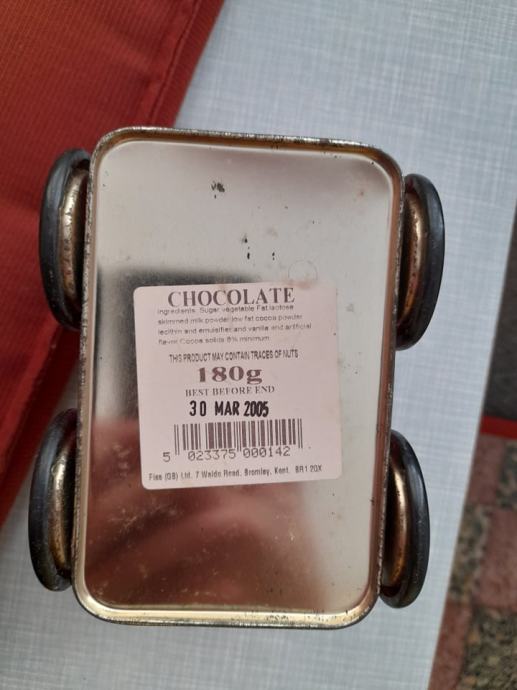 CHOCOLATE
Ingredients: Sugar, vegetable Fat, lactose
skimmed milk powder, low fat cocoa powder
lecithin and emulsifier and vanilla and artificial
flavor. Cocoa solids 8% minimum
THIS PRODUCT MAY CONTAIN TRACES OF NUTS
180g
BEST BEFORE END
30 MAR 2005
5 023375 000142
(GB) Ltd. 7 Waldo Road, Bromley, Kent. BR1 2QX